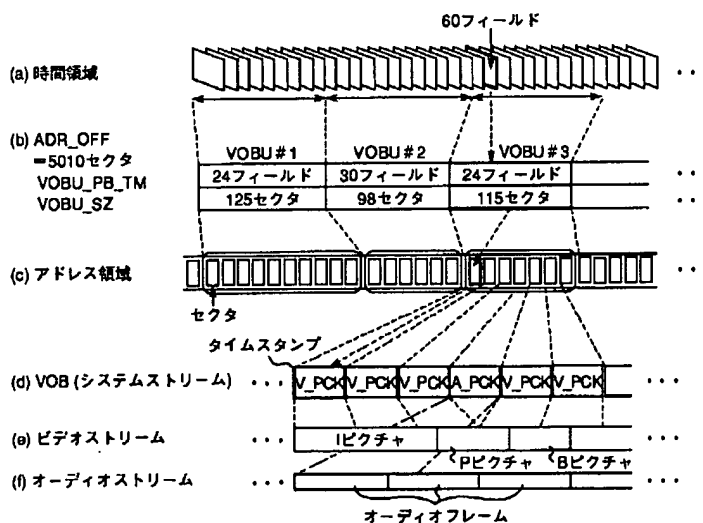 60フィールド
(a) 時間領域
(b) ADR_OFF
=5010セクタ
VOBU_PB_TM
VOBU_SZ
VOBU#1 VOBU#2 VOBU#3
24フィールド 30フィールド 24フィールド
125セクタ 98セクタ 115セクタ
(c) アドレス領域
セクタ
タイムスタンプ
(d) VOB (システムストリーム)
V_PCK V_PCK V_PCK A_PCK V_PCK V_PCK
(e) ビデオストリーム
Iピクチャ
Pピクチャ Bピクチャ
(f) オーディオストリーム
オーディオフレーム